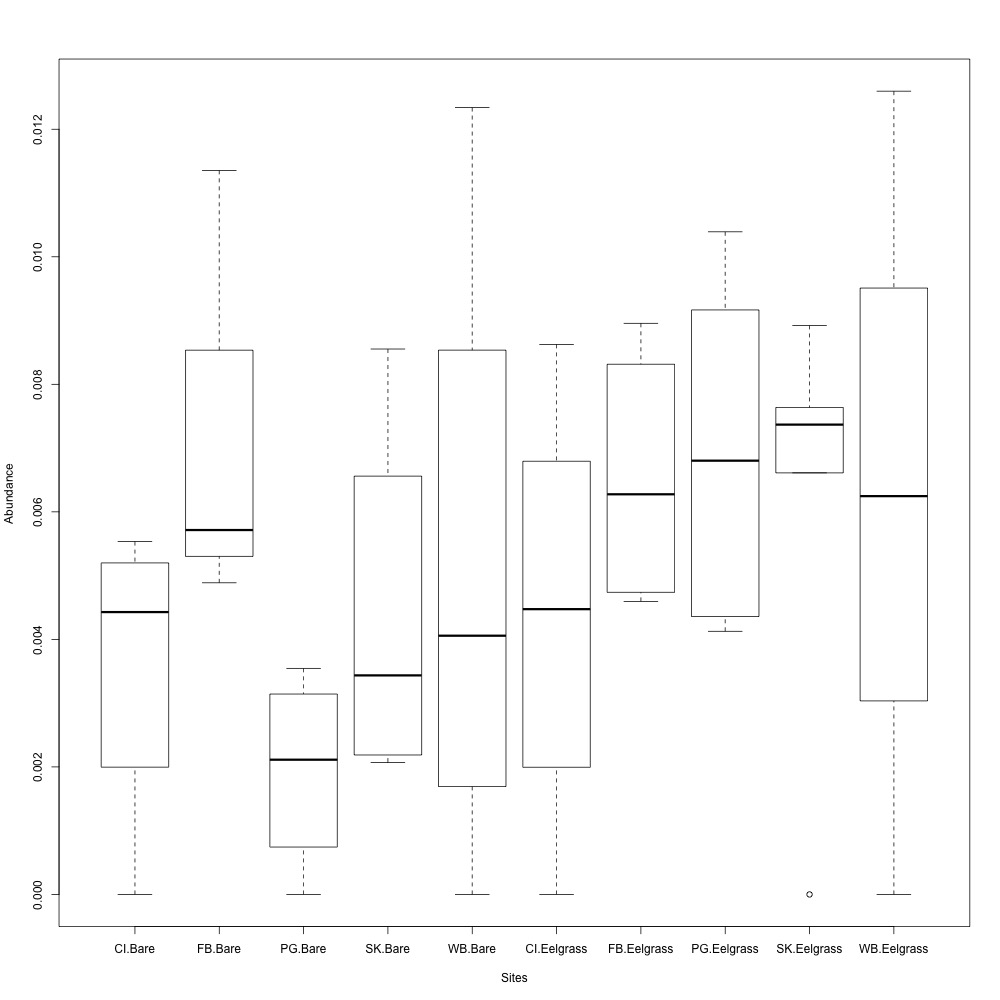 Abundance
0.012
0.010
0.008
0.006
0.004
0.002
0.000
CI.Bare FB.Bare PG.Bare SK.Bare WB.Bare CI.Eelgrass FB.Eelgrass PG.Eelgrass SK.Eelgrass WB.Eelgrass
Sites